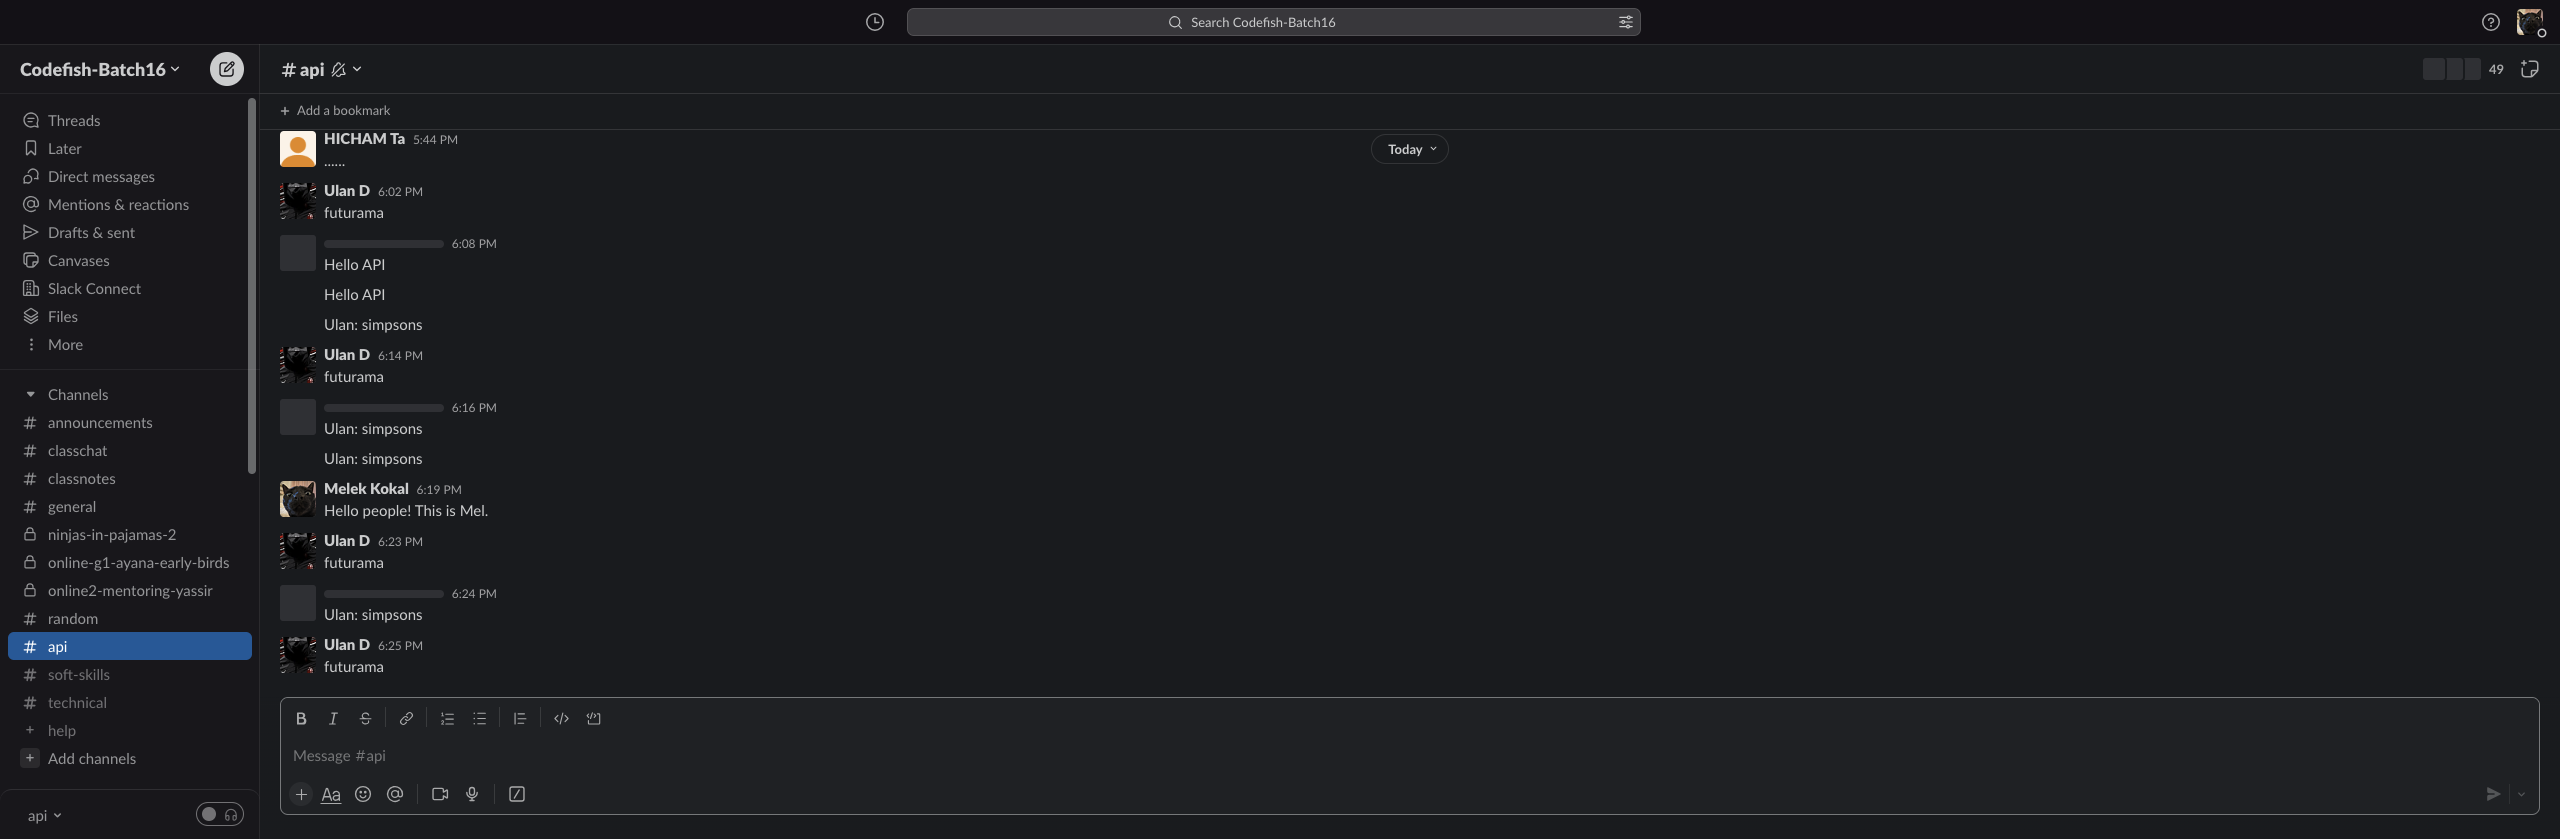 Search Codefish-Batch16
Codefish-Batch16
Threads
Later
Direct messages
Mentions & reactions
Drafts & sent
Canvases
Slack Connect
Files
More
Channels
# announcements
# classchat
# classnotes
# general
ninjas-in-pajamas-2
online-g1-ayana-early-birds
online2-mentoring-yassir
# random
# api
# soft-skills
# technical
+ help
+ Add channels
api
# api
49
+ Add a bookmark
Today
HICHAM Ta 5:44 PM
......
Ulan D 6:02 PM
futurama
6:08 PM
Hello API
Hello API
Ulan: simpsons
Ulan D 6:14 PM
futurama
6:16 PM
Ulan: simpsons
Ulan: simpsons
Melek Kokal 6:19 PM
Hello people! This is Mel.
Ulan D 6:23 PM
futurama
6:24 PM
Ulan: simpsons
Ulan D 6:25 PM
futurama
B I S
Message #api
+ Aa @